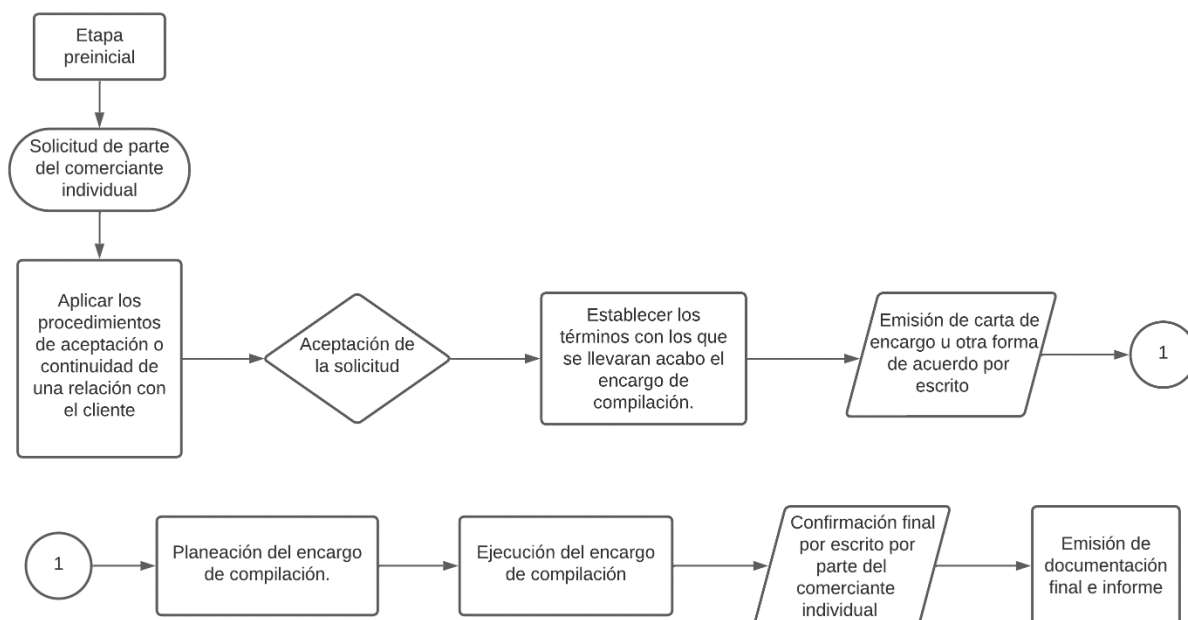 Etapa
preinicial
Solicitud de parte
del comerciante
individual
Aplicar los
procedimientos
de aceptación o
continuidad de
una relación con
el cliente
Aceptación de
la solicitud
Establecer los
términos con los que
se llevaran acabo el
encargo de
compilación.
Emisión de carta de
encargo u otra forma
de acuerdo por
escrito
1
1
Planeación del encargo
de compilación.
Ejecución del encargo
de compilación
Confirmación final
por escrito por
parte del
comerciante
individual
Emisión de
documentación
final e informe